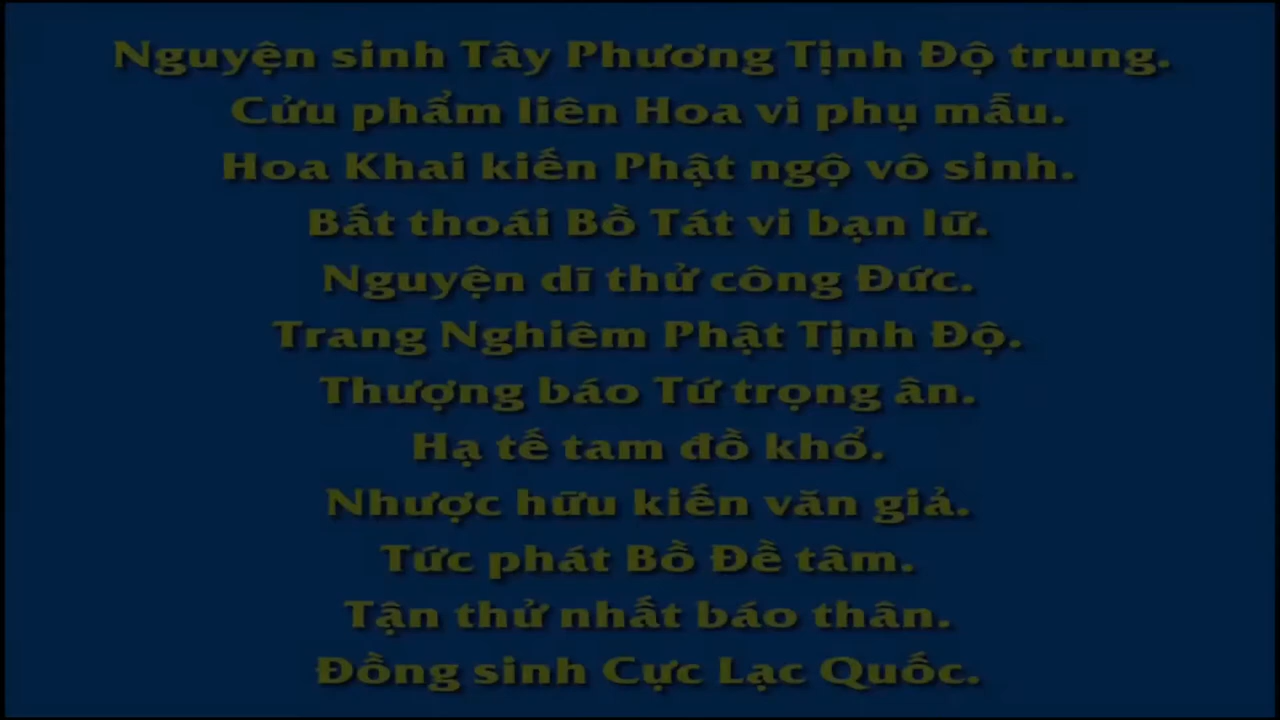 Nguyện sinh Tây Phương Tịnh Độ trung.
Cửu phẩm liên Hoa vi phụ mẫu.
Hoa Khai kiến Phật ngộ vô sinh.
Bất thoái Bồ Tát vi bạn lữ.
Nguyện dĩ thử công Đức.
Trang Nghiêm Phật Tịnh Độ.
Thượng báo Tứ trọng ân.
Hạ tế tam đồ khổ.
Nhược hữu kiến văn giả.
Tức phát Bồ Đề tâm.
Tận thử nhất báo thân.
Đồng sinh Cực Lạc Quốc.